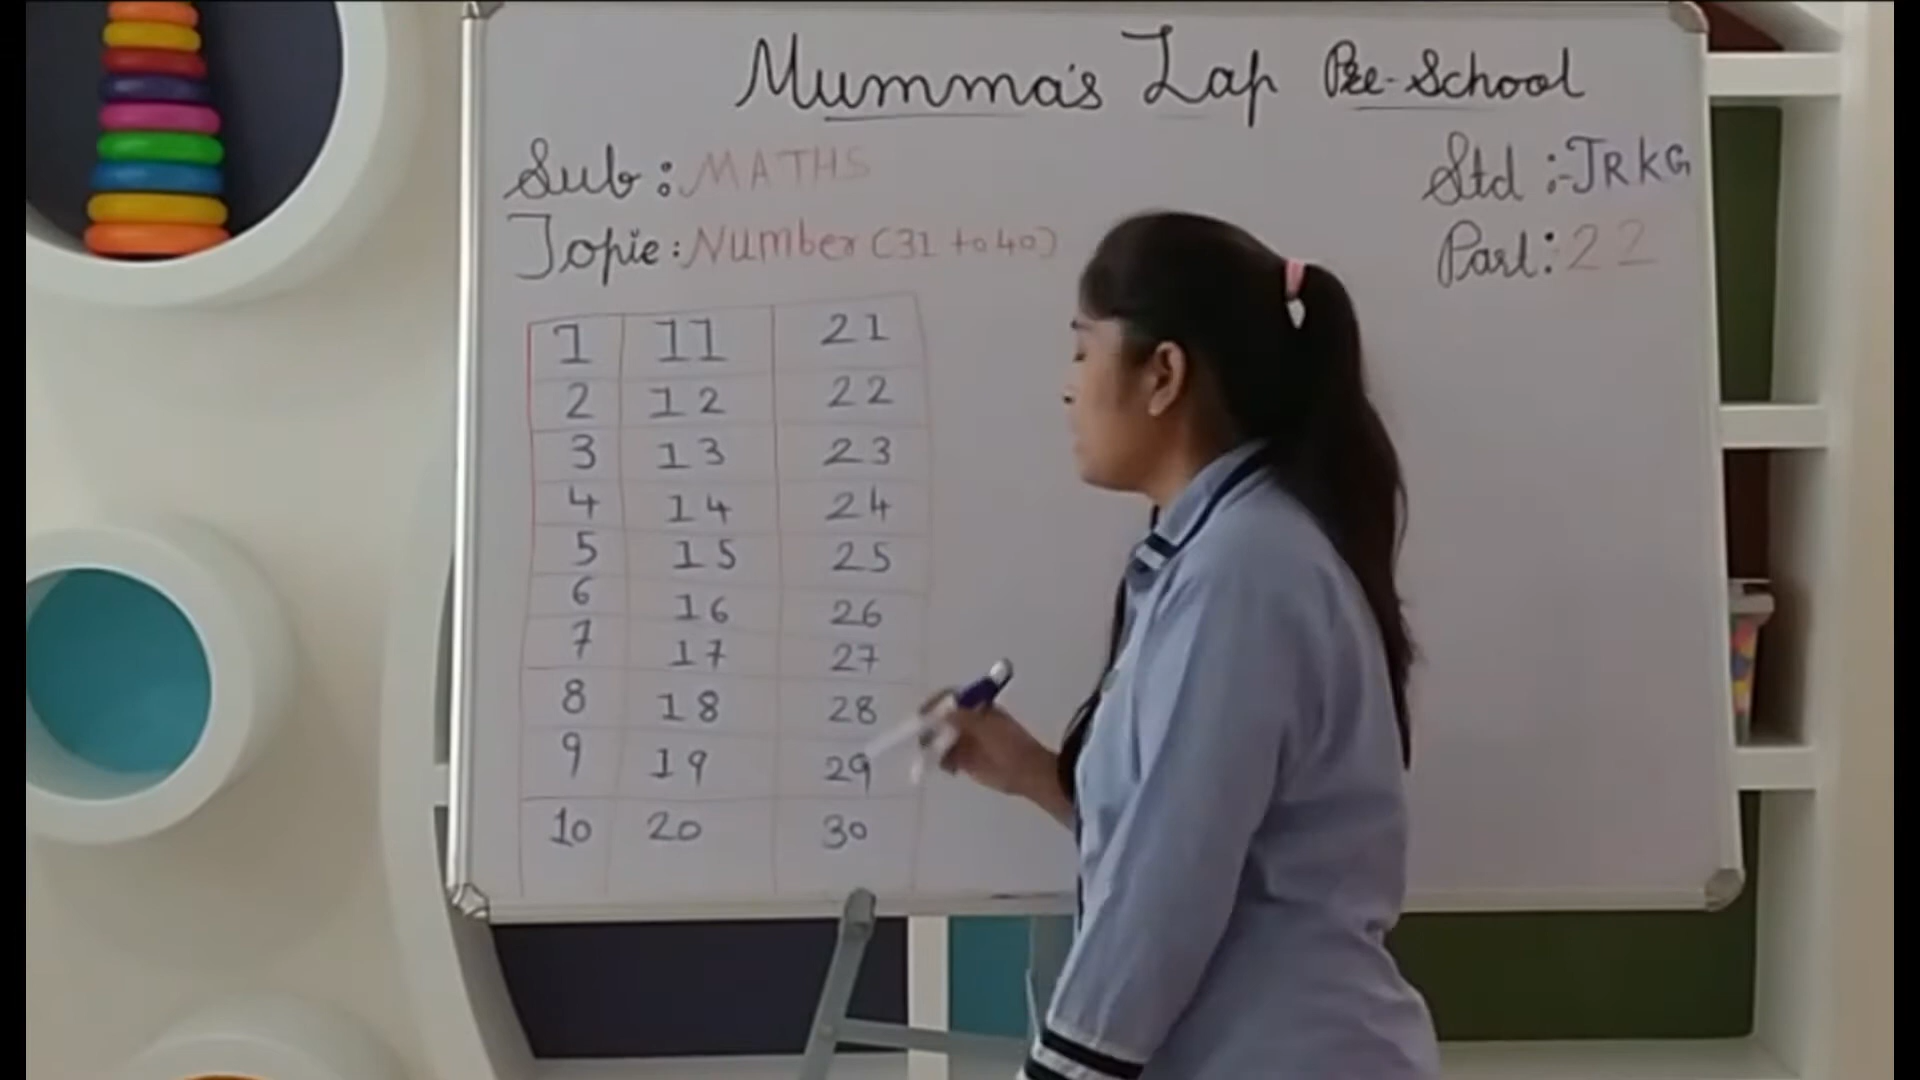 Mumma's Lap Pre-School
Sub: MATHS
Std :- JRKG
Topic: Number (31 to 40)
Part: 22
1 11 21
2 12 22
3 13 23
4 14 24
5 15 25
6 16 26
7 17 27
8 18 28
9 19 29
10 20 30